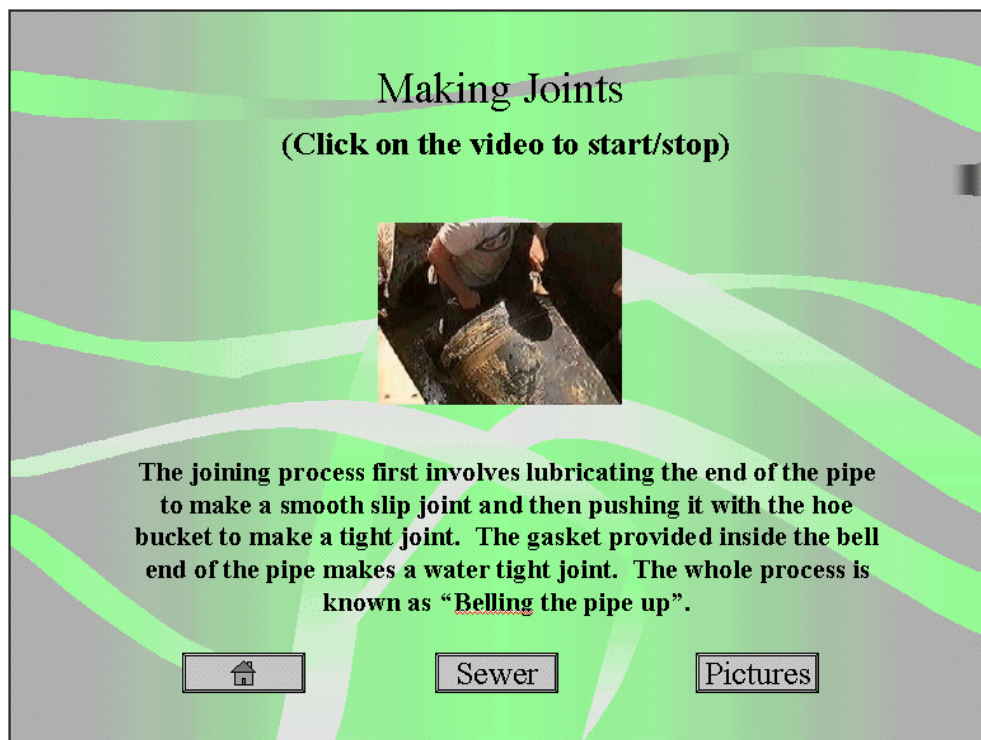 Making Joints
(Click on the video to start/stop)
The joining process first involves lubricating the end of the pipe
to make a smooth slip joint and then pushing it with the hoe
bucket to make a tight joint.  The gasket provided inside the bell
end of the pipe makes a water tight joint.  The whole process is
known as “Belling the pipe up”.
Sewer
Pictures